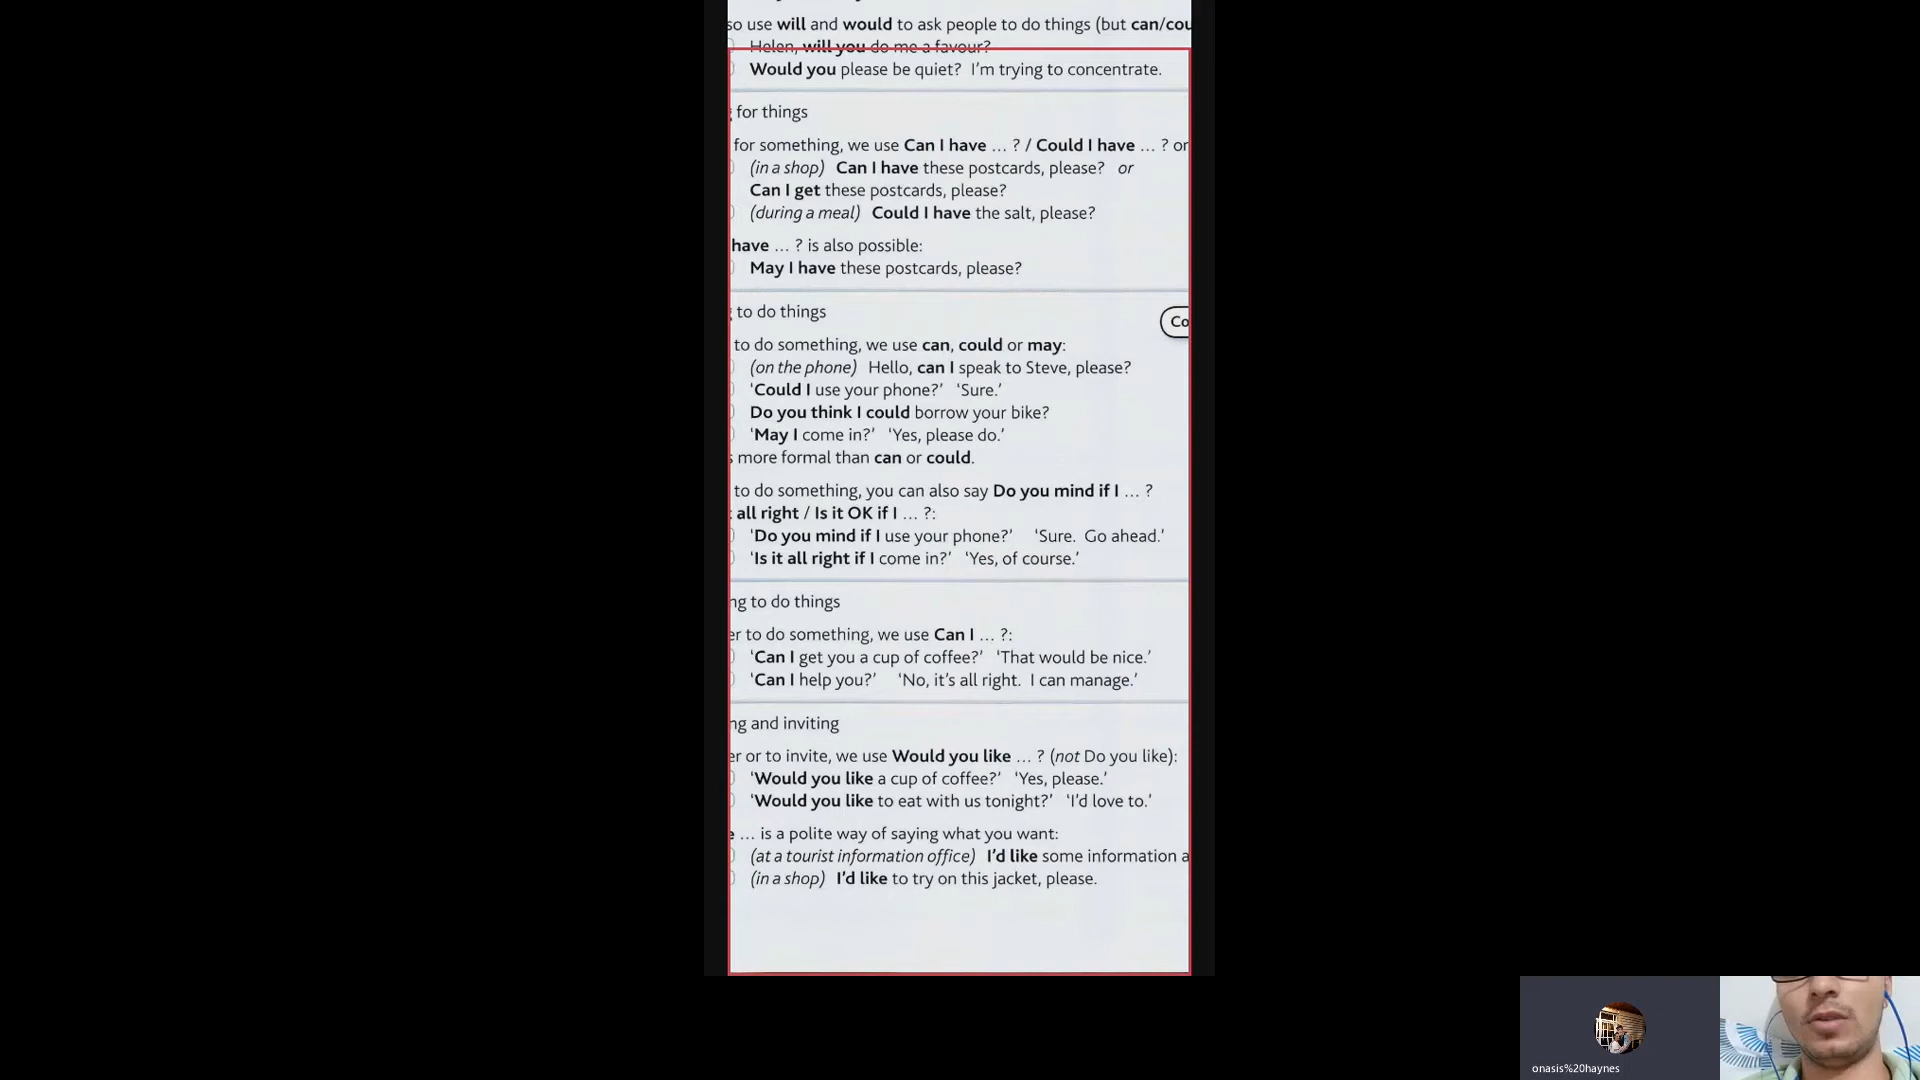 so use will and would to ask people to do things (but can/cou
Helen, will you do me a favour?
Would you please be quiet? I'm trying to concentrate.
for things
for something, we use Can I have … ? / Could I have … ? or
(in a shop) Can I have these postcards, please? or
Can I get these postcards, please?
(during a meal) Could I have the salt, please?
have … ? is also possible:
May I have these postcards, please?
to do things
Co
to do something, we use can, could or may:
(on the phone) Hello, can I speak to Steve, please?
‘Could I use your phone?’ ‘Sure.’
Do you think I could borrow your bike?
‘May I come in?’ ‘Yes, please do.’
s more formal than can or could.
to do something, you can also say Do you mind if I … ?
all right / Is it OK if I … ?:
‘Do you mind if I use your phone?’ ‘Sure. Go ahead.’
‘Is it all right if I come in?’ ‘Yes, of course.’
ng to do things
er to do something, we use Can I … ?:
‘Can I get you a cup of coffee?’ ‘That would be nice.’
‘Can I help you?’ ‘No, it’s all right. I can manage.’
ng and inviting
er or to invite, we use Would you like … ? (not Do you like):
‘Would you like a cup of coffee?’ ‘Yes, please.’
‘Would you like to eat with us tonight?’ ‘I’d love to.’
e … is a polite way of saying what you want:
(at a tourist information office) I’d like some information a
(in a shop) I’d like to try on this jacket, please.
onasis%20haynes